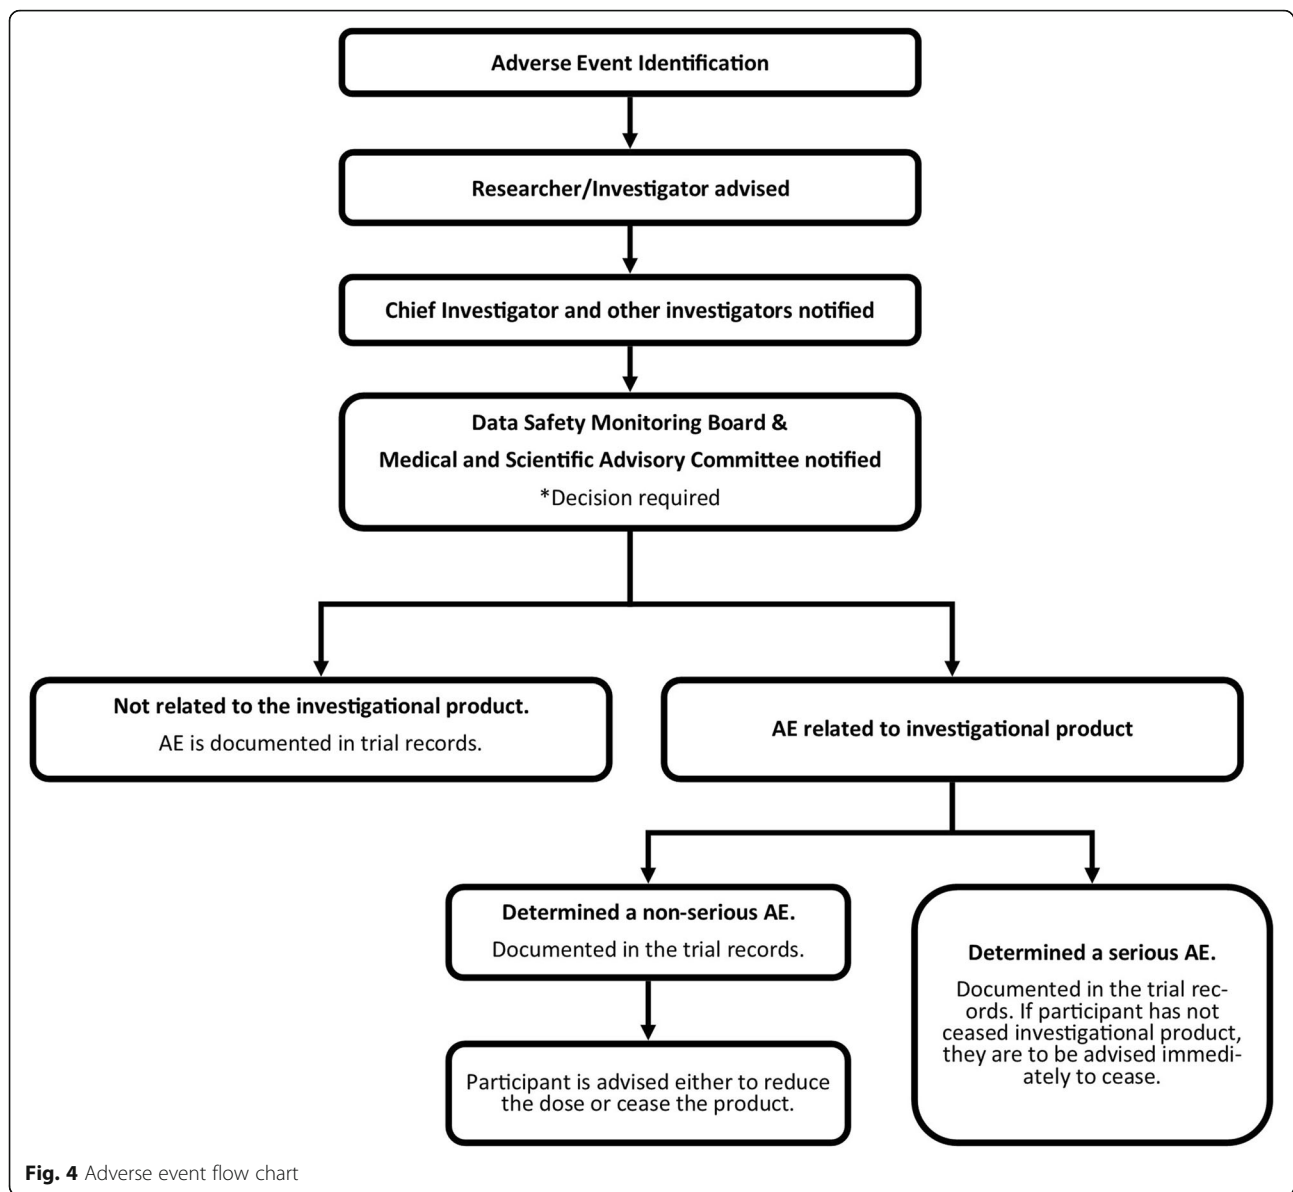 Adverse Event Identification
Researcher/Investigator advised
Chief Investigator and other investigators notified
Data Safety Monitoring Board &
Medical and Scientific Advisory Committee notified
*Decision required
Not related to the investigational product.
AE is documented in trial records.
AE related to investigational product
Determined a non-serious AE.
Documented in the trial records.
Participant is advised either to reduce
the dose or cease the product.
Determined a serious AE.
Documented in the trial rec-
ords. If participant has not
ceased investigational product,
they are to be advised immedi-
ately to cease.
Fig. 4 Adverse event flow chart